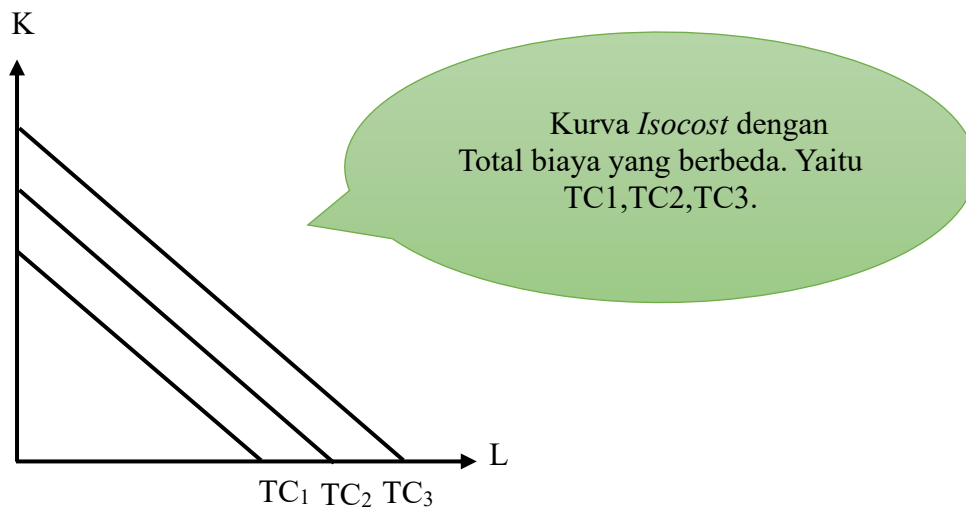 K
Kurva Isocost dengan
Total biaya yang berbeda. Yaitu
TC1,TC2,TC3.
L
TC₁ TC₂ TC₃